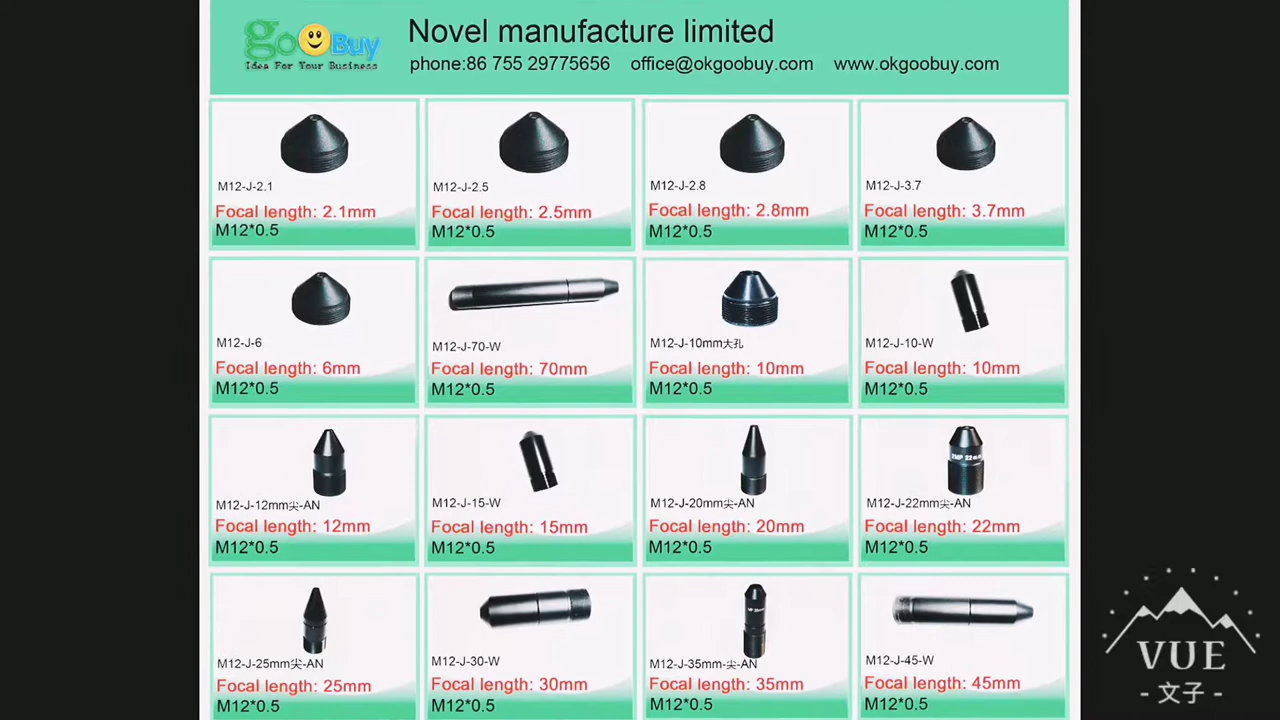 gooBuy
Idea For Your Business
Novel manufacture limited
phone:86 755 29775656 office@okgoobuy.com www.okgoobuy.com
M12-J-2.1
Focal length: 2.1mm
M12*0.5
M12-J-2.5
Focal length: 2.5mm
M12*0.5
M12-J-2.8
Focal length: 2.8mm
M12*0.5
M12-J-3.7
Focal length: 3.7mm
M12*0.5
M12-J-6
Focal length: 6mm
M12*0.5
M12-J-70-W
Focal length: 70mm
M12*0.5
M12-J-10mm大孔
Focal length: 10mm
M12*0.5
M12-J-10-W
Focal length: 10mm
M12*0.5
M12-J-12mm尖-AN
Focal length: 12mm
M12*0.5
M12-J-15-W
Focal length: 15mm
M12*0.5
M12-J-20mm尖-AN
Focal length: 20mm
M12*0.5
22mm
M12-J-22mm尖-AN
Focal length: 22mm
M12*0.5
M12-J-25mm尖-AN
Focal length: 25mm
M12*0.5
M12-J-30-W
Focal length: 30mm
M12*0.5
M12-J-35mm-尖-AN
Focal length: 35mm
M12*0.5
M12-J-45-W
Focal length: 45mm
M12*0.5
VUE
- 文子 -